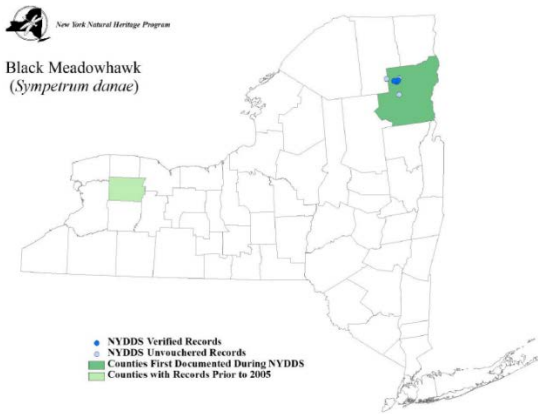 New York Natural Heritage Program
Black Meadowhawk
(Sympetrum danae)
NYDDS Verified Records
NYDDS Unvouchered Records
Counties First Documented During NYDDS
Counties with Records Prior to 2005